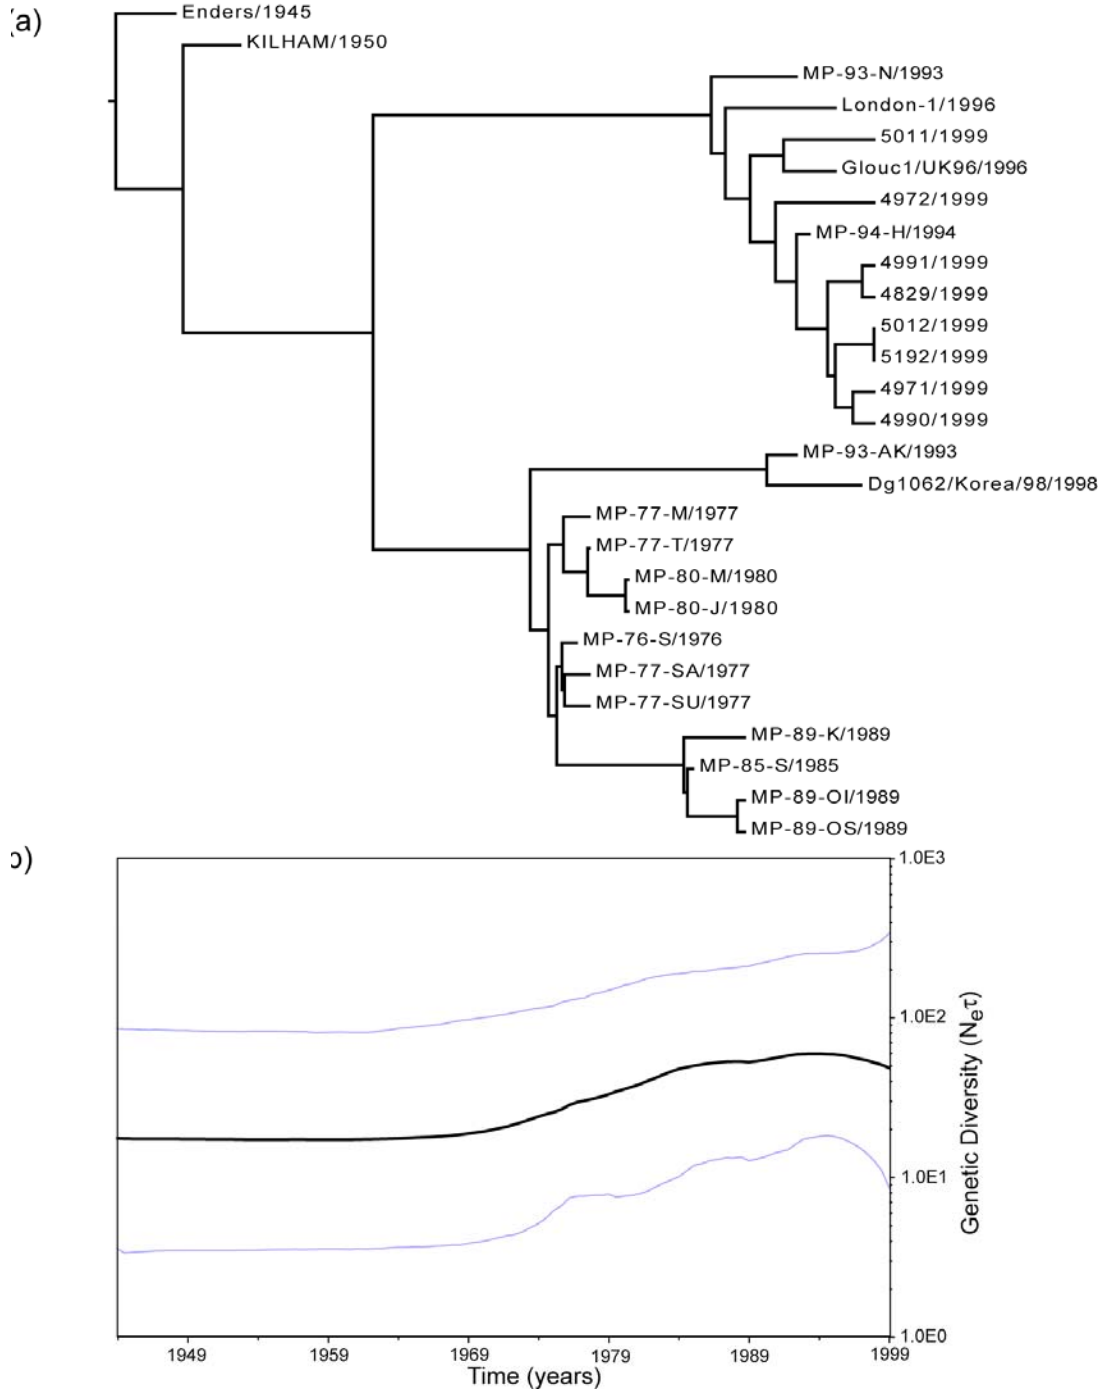 (a)
Enders/1945
KILHAM/1950
MP-93-N/1993
London-1/1996
5011/1999
Glouc1/UK96/1996
4972/1999
MP-94-H/1994
4991/1999
4829/1999
5012/1999
5192/1999
4971/1999
4990/1999
MP-93-AK/1993
Dg1062/Korea/98/1998
MP-77-M/1977
MP-77-T/1977
MP-80-M/1980
MP-80-J/1980
MP-76-S/1976
MP-77-SA/1977
MP-77-SU/1977
MP-89-K/1989
MP-85-S/1985
MP-89-OI/1989
MP-89-OS/1989
b)
1.0E3
1.0E2
1.0E1
1.0E0
Genetic Diversity (Neτ)
1949 1959 1969 1979 1989 1999
Time (years)